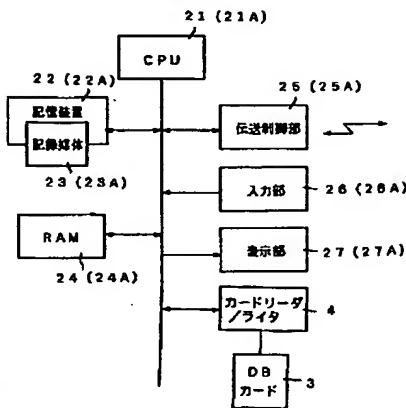 21(21A)
CPU
22(22A)
記憶装置
記録媒体
23(23A)
25(25A)
伝送制御部
入力部
26(26A)
RAM
24(24A)
表示部
27(27A)
カードリーダ
/ライタ
4
DB
カード
3